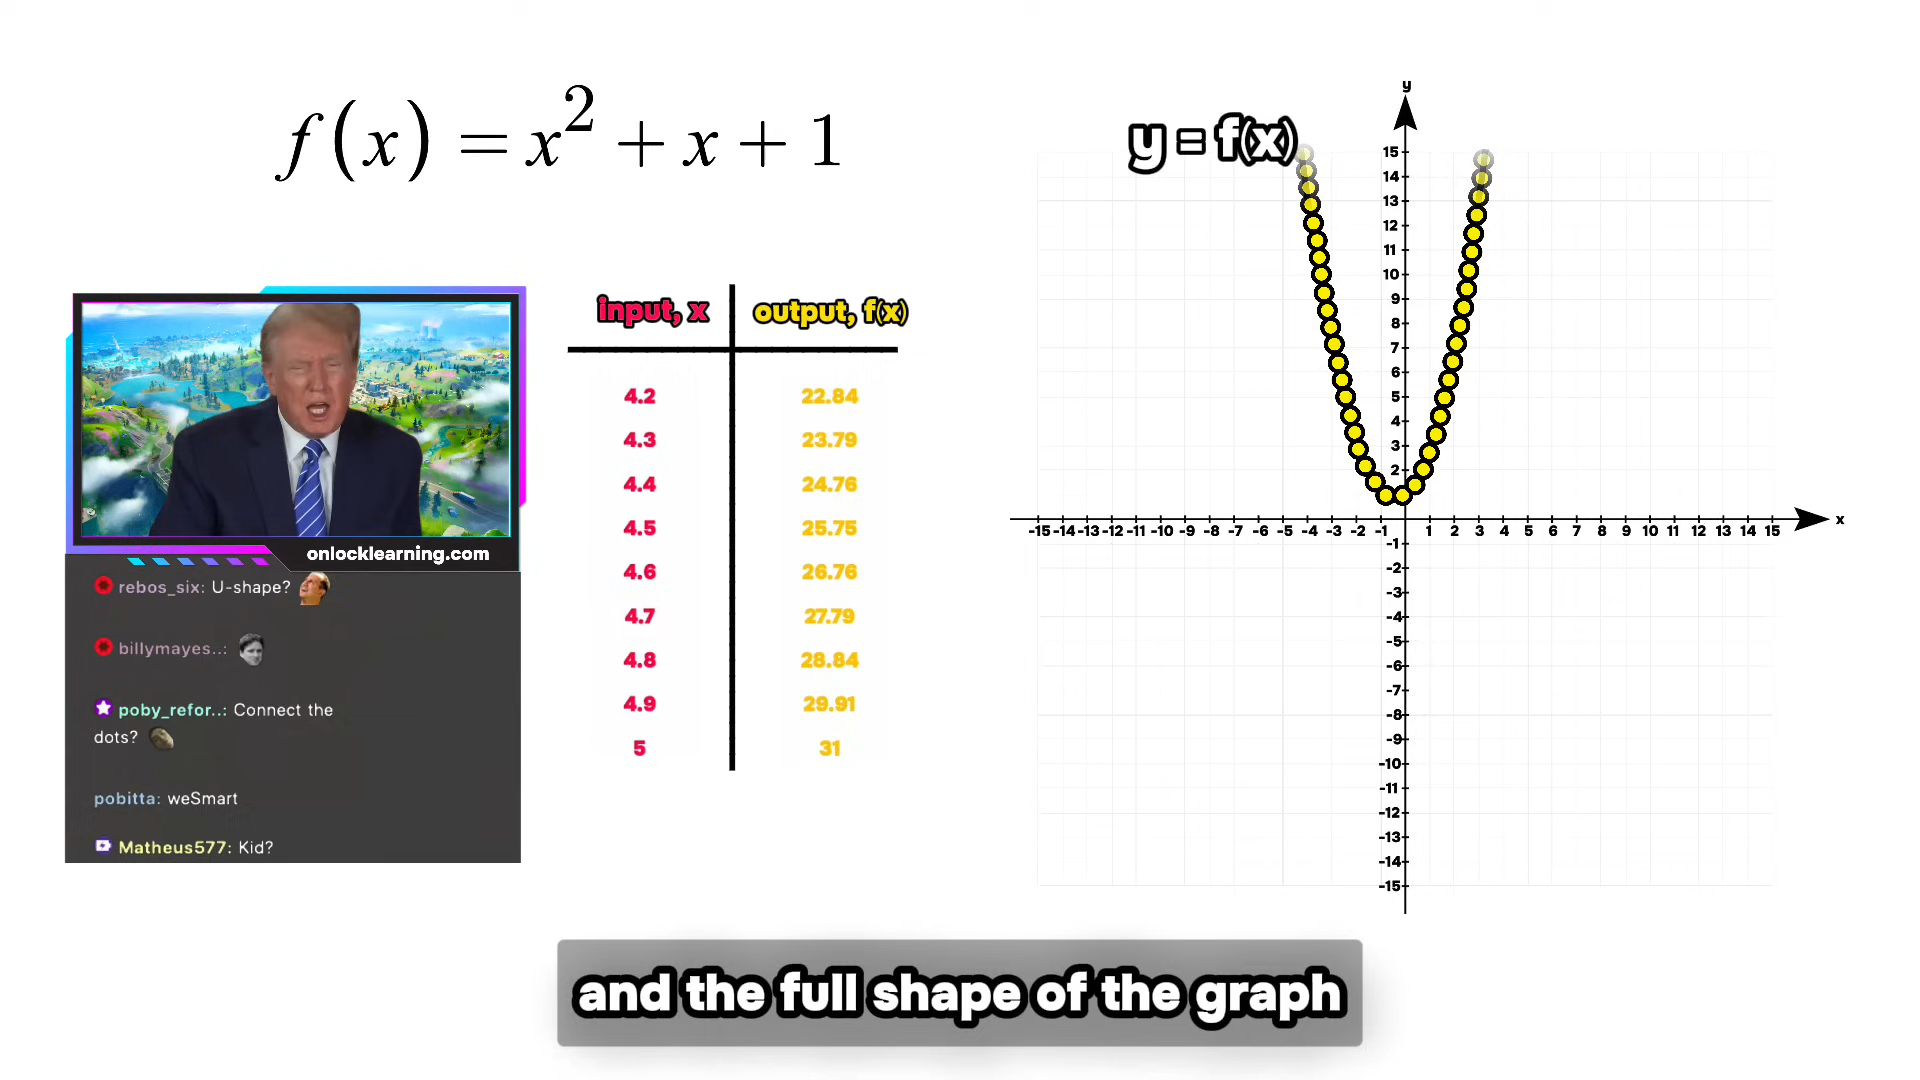 f(x) = x² + x + 1
input, x output, f(x)
4.2 22.84
4.3 23.79
4.4 24.76
4.5 25.75
4.6 26.76
4.7 27.79
4.8 28.84
4.9 29.91
5 31
onlocklearning.com
rebos_six: U-shape?
billymayes..:
poby_refor..: Connect the
dots?
pobitta: weSmart
Matheus577: Kid?
y
y = f(x)
15
14
13
12
11
10
9
8
7
6
5
4
3
2
x
-15 -14 -13 -12 -11 -10 -9 -8 -7 -6 -5 -4 -3 -2 -1 1 2 3 4 5 6 7 8 9 10 11 12 13 14 15
-1
-2
-3
-4
-5
-6
-7
-8
-9
-10
-11
-12
-13
-14
-15
and the full shape of the graph